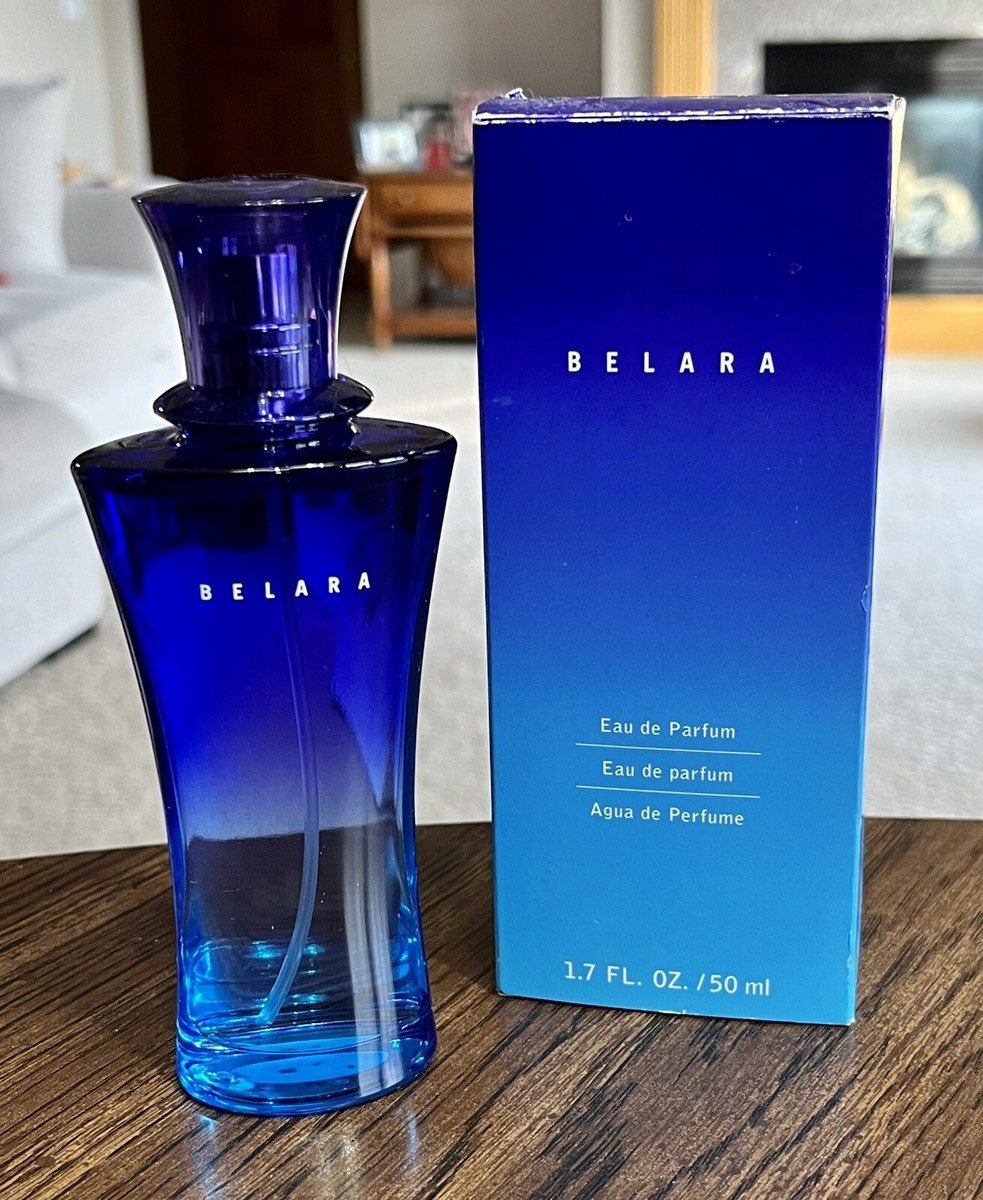 BELARA
BELARA
Eau de Parfum
Eau de parfum
Agua de Perfume
1.7 FL. OZ. / 50 ml